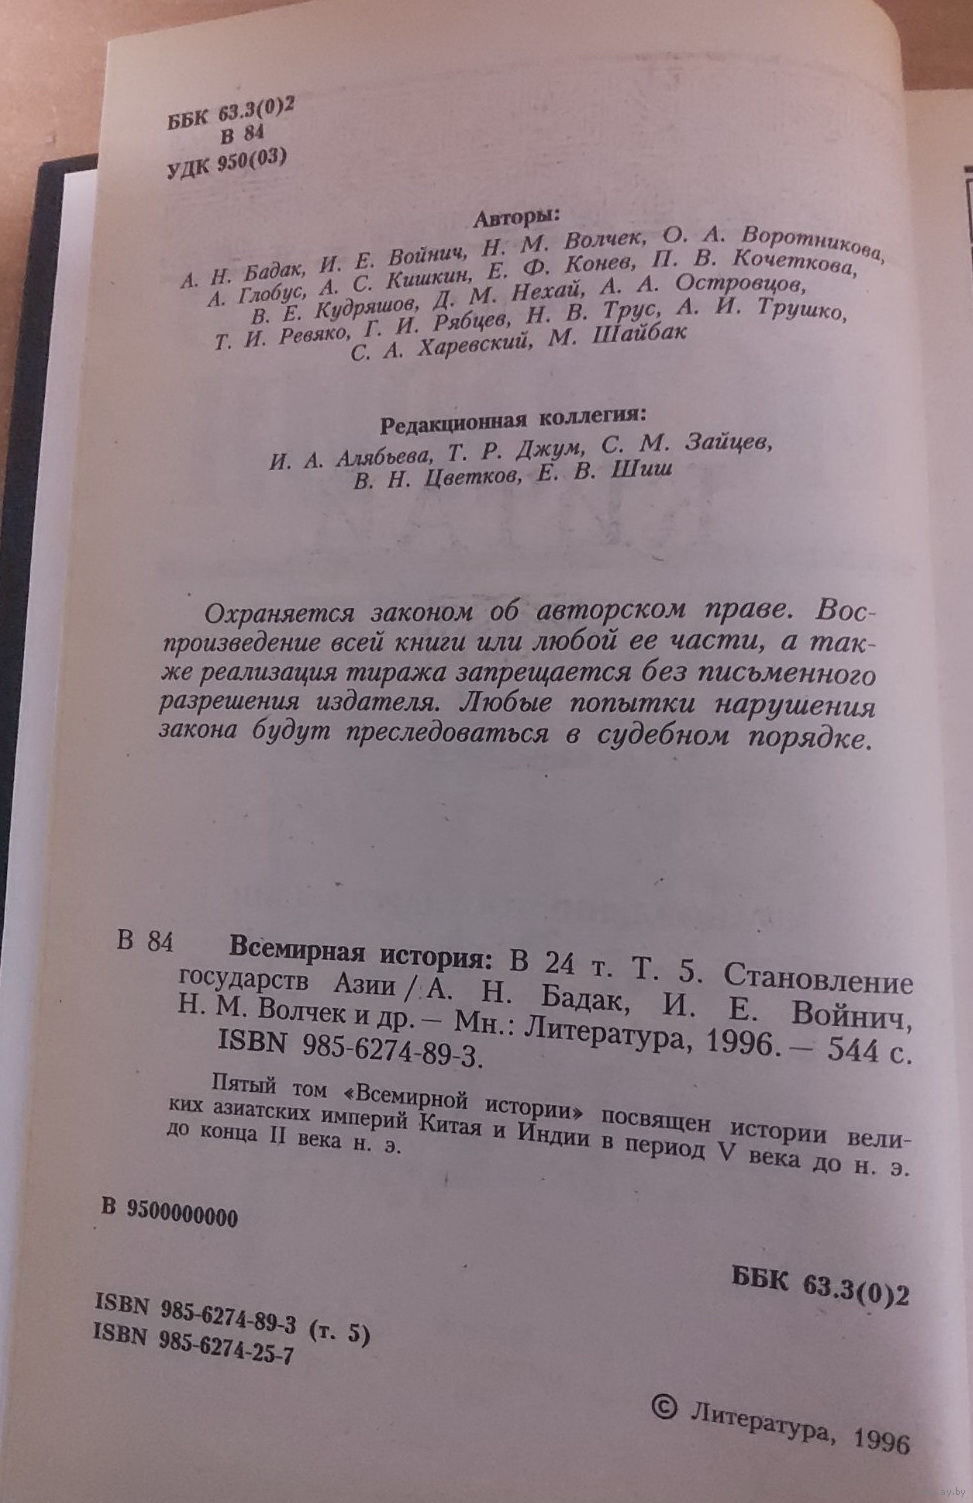 ББК 63.3(0)2
В 84
УДК 950(03)
Авторы:
А. Н. Бадак, И. Е. Войнич, Н. М. Волчек, О. А. Воротникова,
А. Глобус, А. С. Кишкин, Е. Ф. Конев, П. В. Кочеткова,
В. Е. Кудряшов, Д. М. Нехай, А. А. Островцов,
Т. И. Ревяко, Г. И. Рябцев, Н. В. Трус, А. И. Трушко,
С. А. Харевский, М. Шайбак
Редакционная коллегия:
И. А. Алябьева, Т. Р. Джум, С. М. Зайцев,
В. Н. Цветков, Е. В. Шиш
Охраняется законом об авторском праве. Вос-
произведение всей книги или любой ее части, а так-
же реализация тиража запрещается без письменного
разрешения издателя. Любые попытки нарушения
закона будут преследоваться в судебном порядке.
В 84 Всемирная история: В 24 т. Т. 5. Становление
государств Азии / А. Н. Бадак, И. Е. Войнич,
Н. М. Волчек и др. — Мн.: Литература, 1996. — 544 с.
ISBN 985-6274-89-3.
Пятый том «Всемирной истории» посвящен истории вели-
ких азиатских империй Китая и Индии в период V века до н. э.
до конца II века н. э.
В 9500000000
ББК 63.3(0)2
ISBN 985-6274-89-3 (т. 5)
ISBN 985-6274-25-7
© Литература, 1996
ay.by